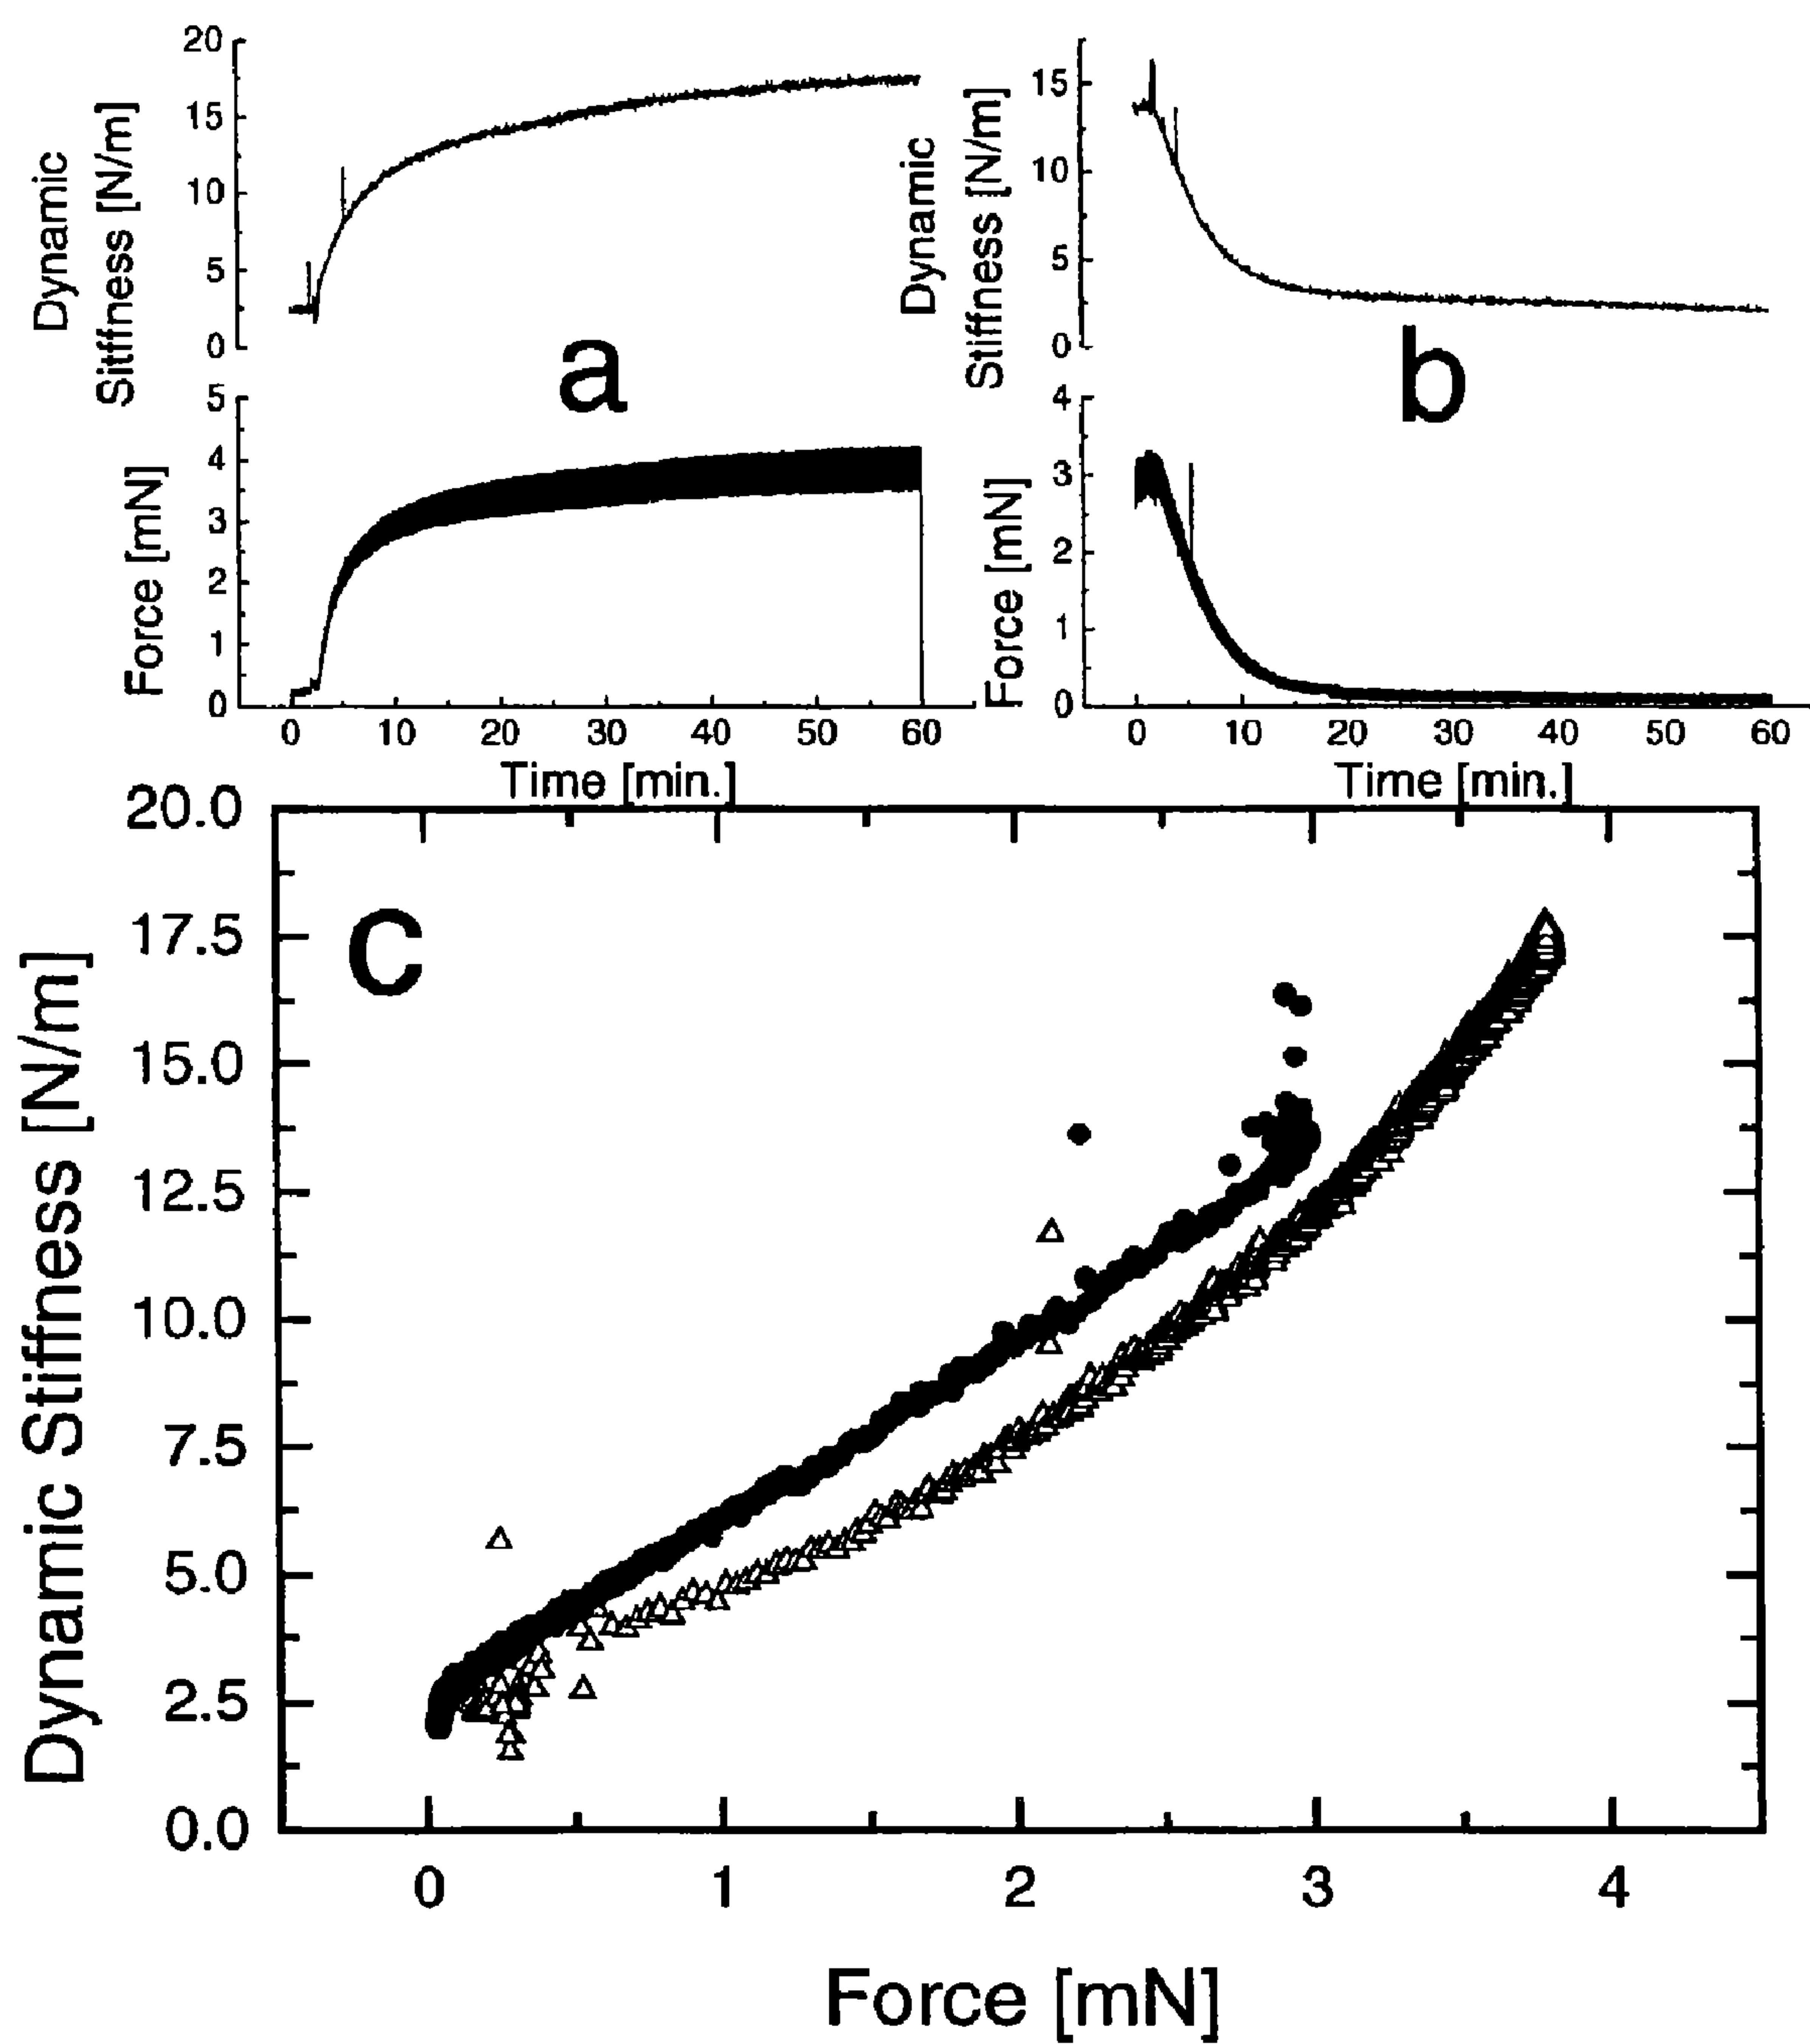 20
15
10
5
0
Dynamic
Stiffness [N/m]
a
5
4
3
2
1
0
Force [mN]
0 10 20 30 40 50 60
Time [min.]
15
10
5
0
Dynamic
Stiffness [N/m]
b
4
3
2
1
0
Force [mN]
0 10 20 30 40 50 60
Time [min.]
20.0
17.5
15.0
12.5
10.0
7.5
5.0
2.5
0.0
Dynamic Stiffness [N/m]
c
0 1 2 3 4
Force [mN]